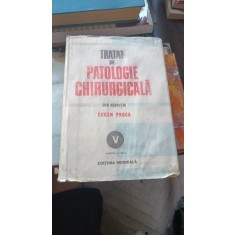 TRATAT
DE
PATOLOGIE
CHIRURGICALĂ
SUB REDACȚIA
EUGEN PROCA
V
EDITURA MEDICALĂ